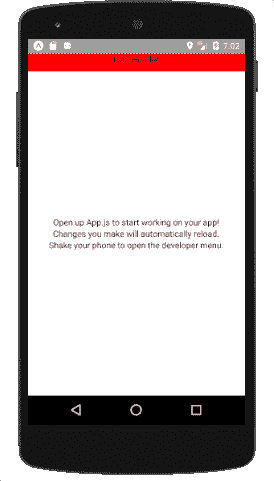 7:02
Open up App.js to start working on your app!
Changes you make will automatically reload.
Shake your phone to open the developer menu.